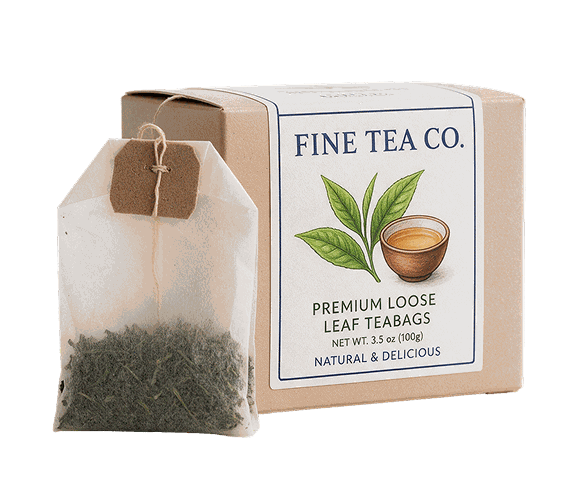 FINE TEA CO.
PREMIUM LOOSE
LEAF TEABAGS
NET WT. 3.5 oz (100g)
NATURAL & DELICIOUS